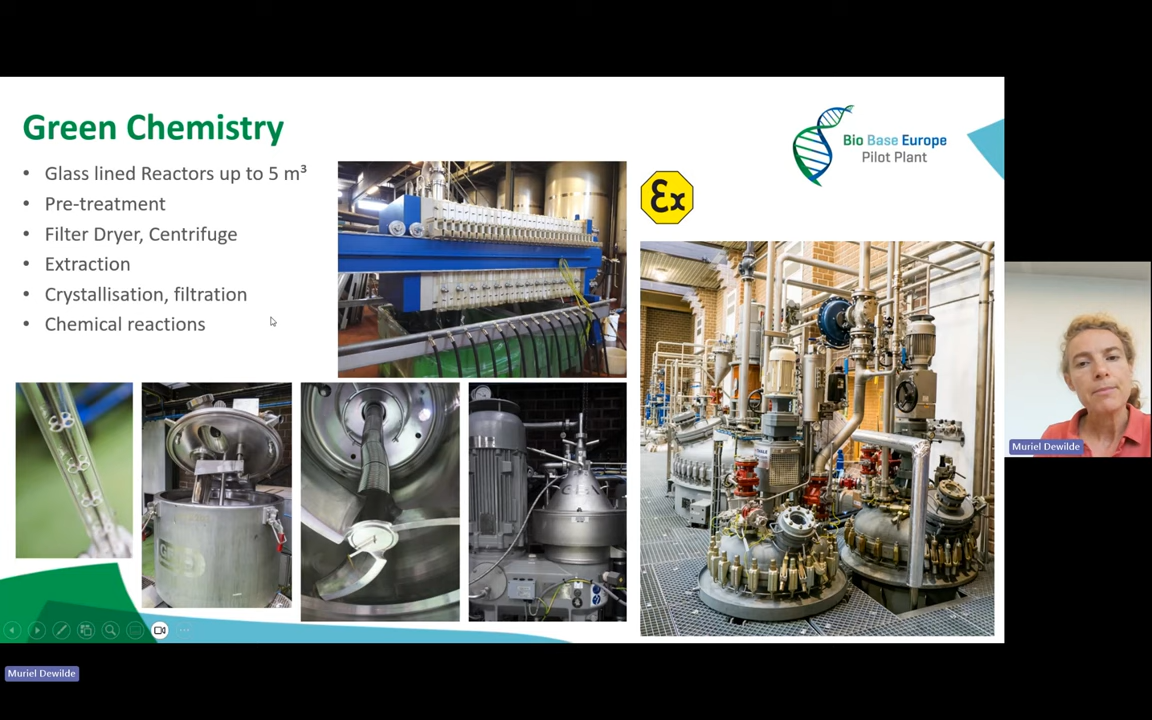 Green Chemistry
• Glass lined Reactors up to 5 m³
• Pre-treatment
• Filter Dryer, Centrifuge
• Extraction
• Crystallisation, filtration
• Chemical reactions
Bio Base Europe
Pilot Plant
Ex
Muriel Dewilde
Muriel Dewilde